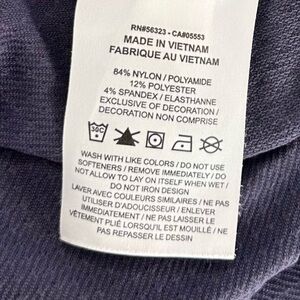 RN#56323 - CA#05553
MADE IN VIETNAM
FABRIQUE AU VIETNAM
84% NYLON / POLYAMIDE
12% POLYESTER
4% SPANDEX / ELASTHANNE
EXCLUSIVE OF DECORATION /
DECORATION NON COMPRISE
30C
WASH WITH LIKE COLORS / DO NOT USE
SOFTENERS / REMOVE IMMEDIATELY / DO
NOT ALLOW TO LAY ON ITSELF WHEN WET /
DO NOT IRON DESIGN
LAVER AVEC COULEURS SIMILAIRES / NE PAS
UTILISER D'ADOUCISSEUR / ENLEVER
IMMÉDIATEMENT / NE PAS LAISSER LE
VÊTEMENT PLIÉ LORSQU'IL EST MOUILLÉ / NE
PAS REPASSER LE DESSIN